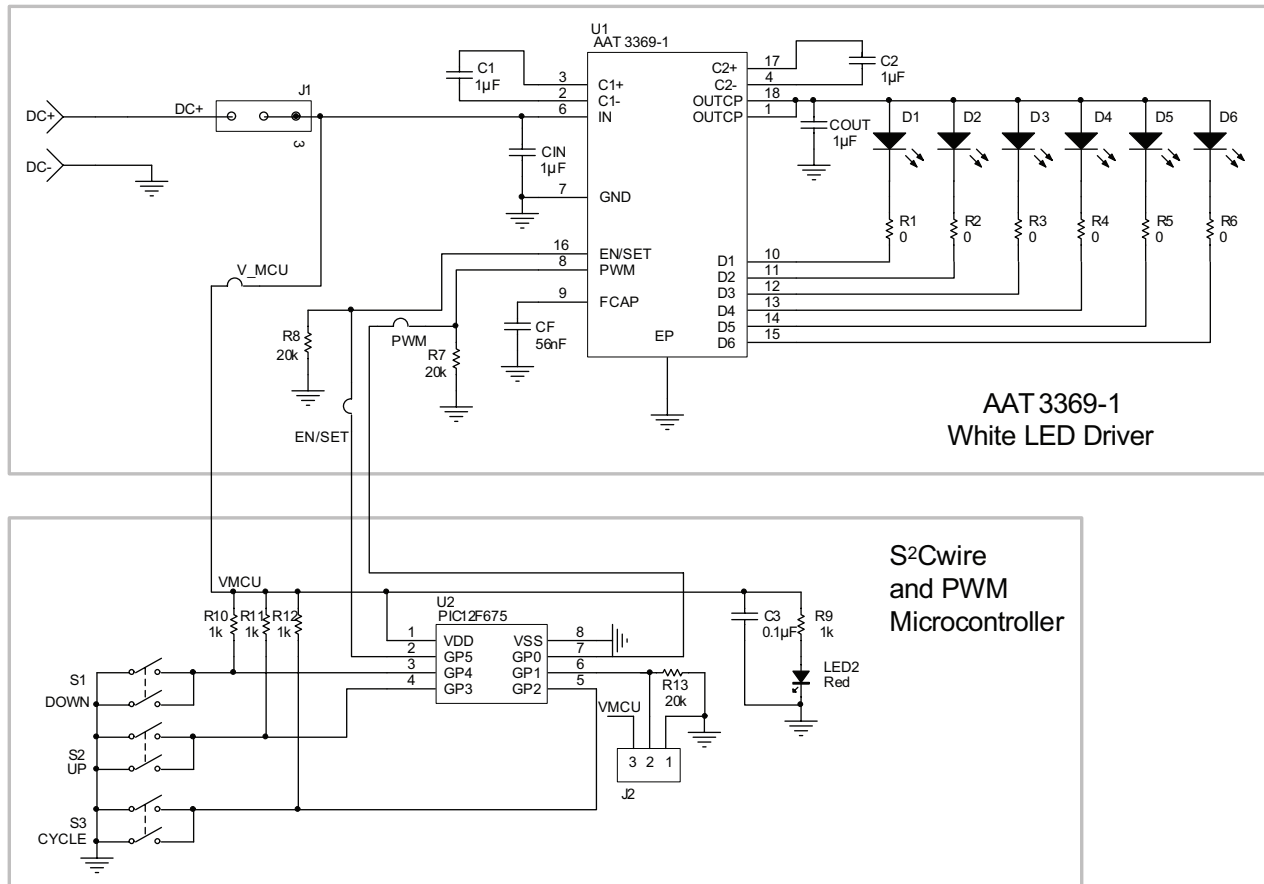 U1
AAT 3369-1
C1
1µF
3
C1+
2
C1-
6
IN
C2+
17
C2-
4
OUTCP
18
OUTCP
1
C2
1µF
J1
DC+
DC+
3
DC-
CIN
1µF
7
GND
COUT
1µF
D1
D2
D3
D4
D5
D6
R1
0
R2
0
R3
0
R4
0
R5
0
R6
0
16
EN/SET
8
PWM
9
FCAP
D1
10
D2
11
D3
12
D4
13
D5
14
D6
15
EP
V_MCU
R8
20k
PWM
R7
20k
CF
56nF
EN/SET
AAT 3369-1
White LED Driver
S²Cwire
and PWM
Microcontroller
VMCU
R10
1k
R11
1k
R12
1k
U2
PIC12F675
1
VDD
2
GP5
3
GP4
4
GP3
VSS
8
GP0
7
GP1
6
GP2
5
C3
0.1µF
R9
1k
LED2
Red
R13
20k
VMCU
3 2 1
J2
S1
DOWN
S2
UP
S3
CYCLE